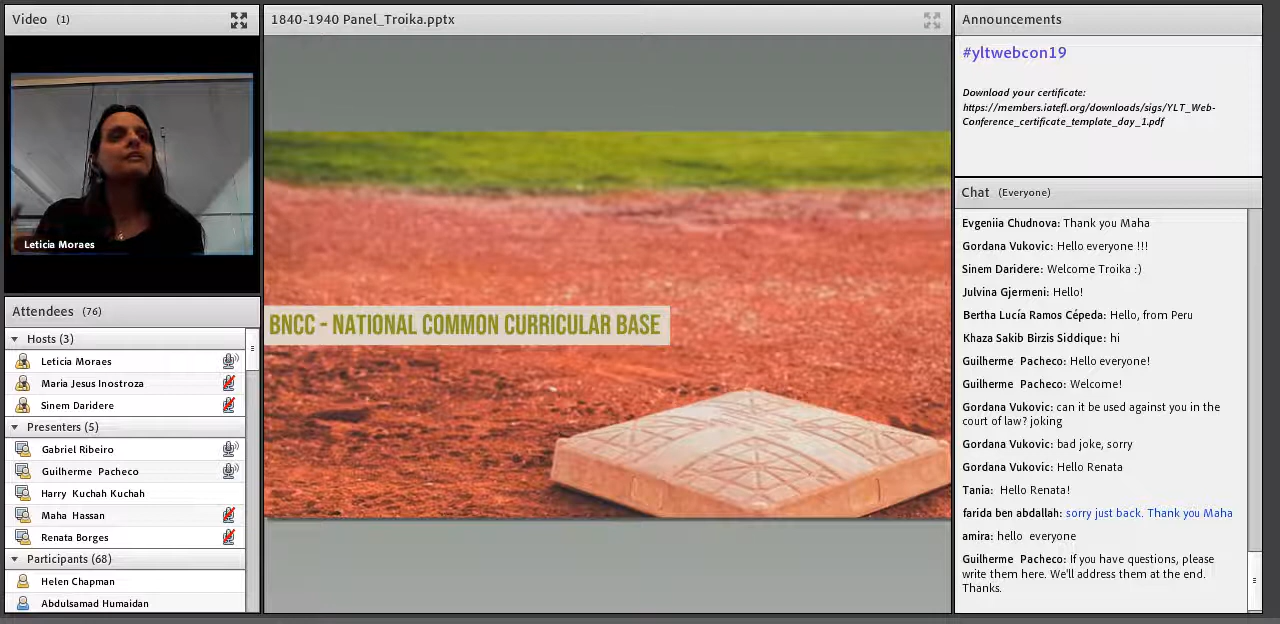 Video (1)
Leticia Moraes
Attendees (76)
Hosts (3)
Leticia Moraes
Maria Jesus Inostroza
Sinem Daridere
Presenters (5)
Gabriel Ribeiro
Guilherme Pacheco
Harry Kuchah Kuchah
Maha Hassan
Renata Borges
Participants (68)
Helen Chapman
Abdulsamad Humaidan
1840-1940 Panel_Troika.pptx
BNCC - NATIONAL COMMON CURRICULAR BASE
Announcements
#yltwebcon19
Download your certificate:
https://members.iatefl.org/downloads/sigs/YLT_Web-
Conference_certificate_template_day_1.pdf
Chat (Everyone)
Evgeniia Chudnova: Thank you Maha
Gordana Vukovic: Hello everyone !!!
Sinem Daridere: Welcome Troika :)
Julvina Gjermeni: Hello!
Bertha Lucía Ramos Cépeda: Hello, from Peru
Khaza Sakib Birzis Siddique: hi
Guilherme Pacheco: Hello everyone!
Guilherme Pacheco: Welcome!
Gordana Vukovic: can it be used against you in the
court of law? joking
Gordana Vukovic: bad joke, sorry
Gordana Vukovic: Hello Renata
Tania: Hello Renata!
farida ben abdallah: sorry just back. Thank you Maha
amira: hello everyone
Guilherme Pacheco: If you have questions, please
write them here. We'll address them at the end.
Thanks.